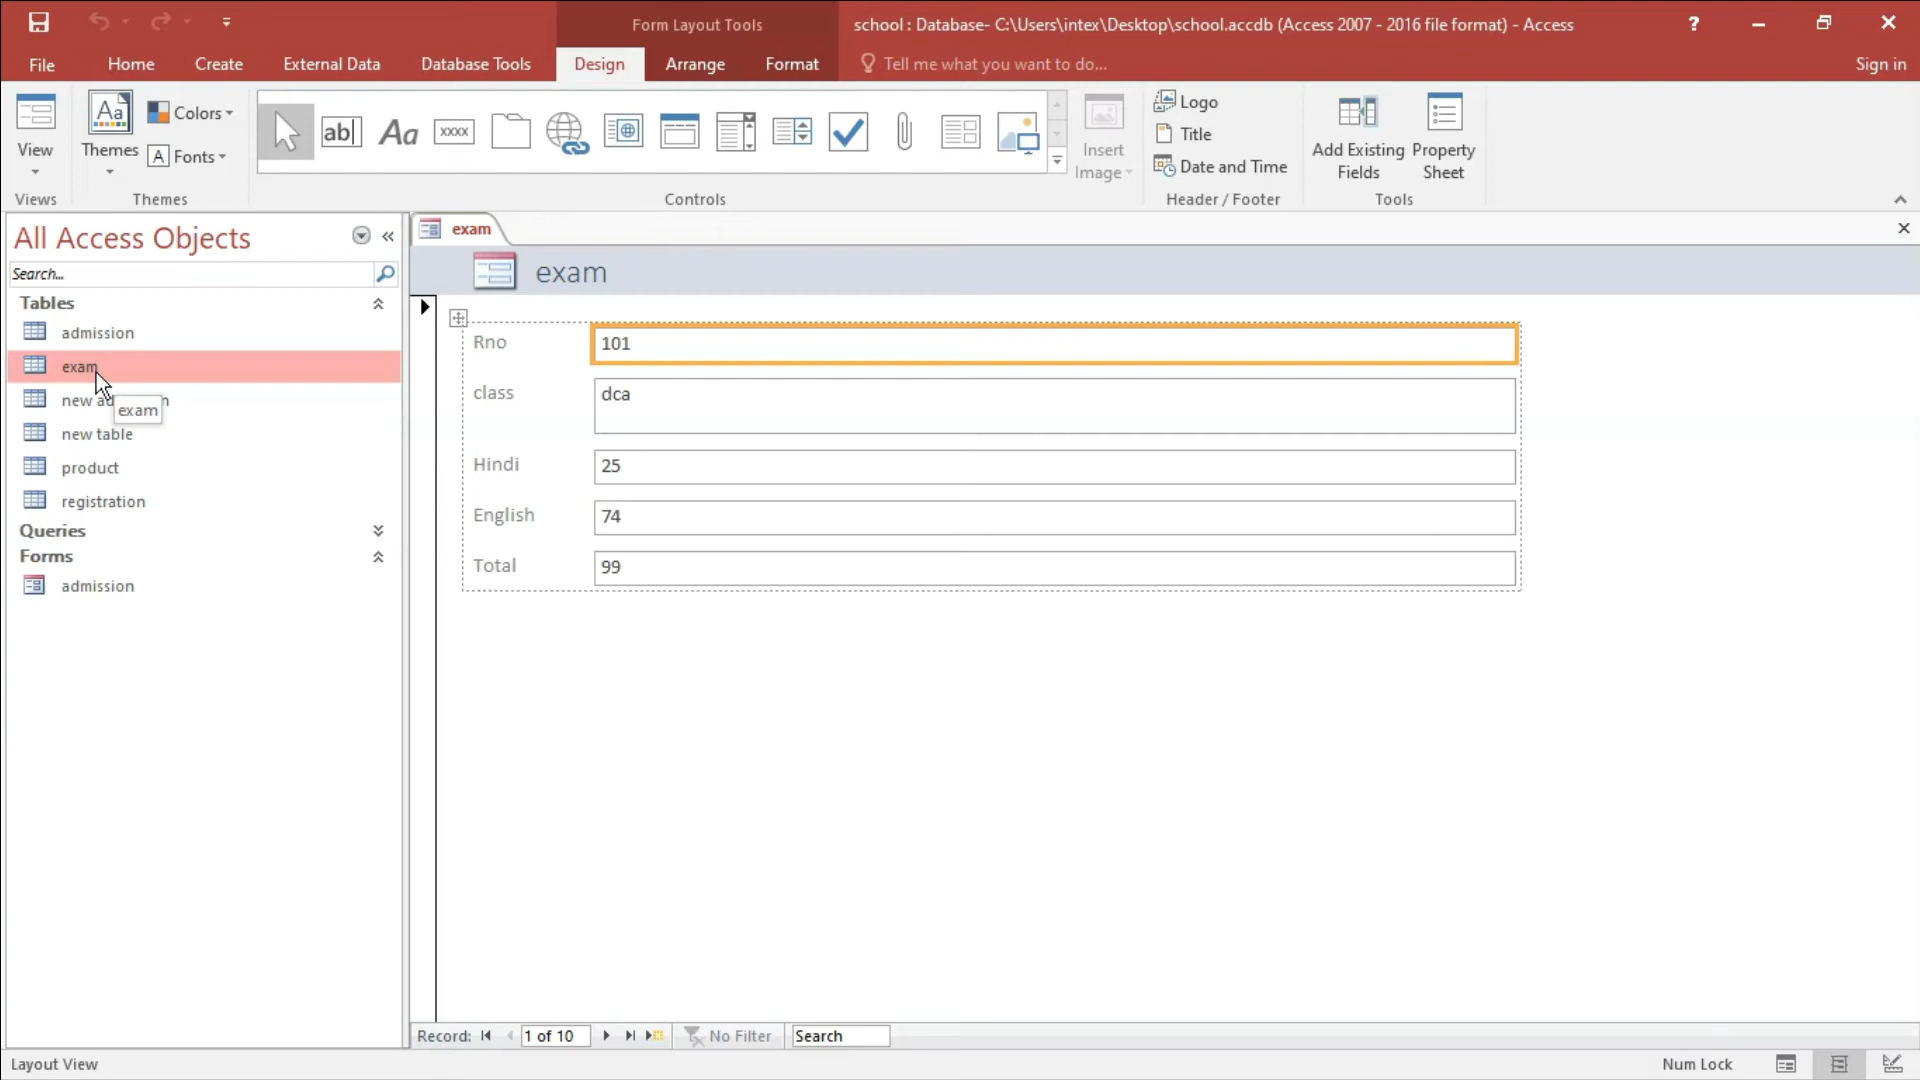 Form Layout Tools
school : Database- C:\Users\intex\Desktop\school.accdb (Access 2007 - 2016 file format) - Access
?
File
Home
Create
External Data
Database Tools
Design
Arrange
Format
Tell me what you want to do...
Sign in
View
Themes
Colors
Fonts
Aa
A
ab|
Aa
xxxx
Insert
Image
Logo
Title
Date and Time
Add Existing
Fields
Property
Sheet
Views
Themes
Controls
Header / Footer
Tools
All Access Objects
Search...
Tables
admission
exam
new ad
n
exam
new table
product
registration
Queries
Forms
admission
exam
exam
Rno
101
class
dca
Hindi
25
English
74
Total
99
Record:
1 of 10
No Filter
Search
Layout View
Num Lock